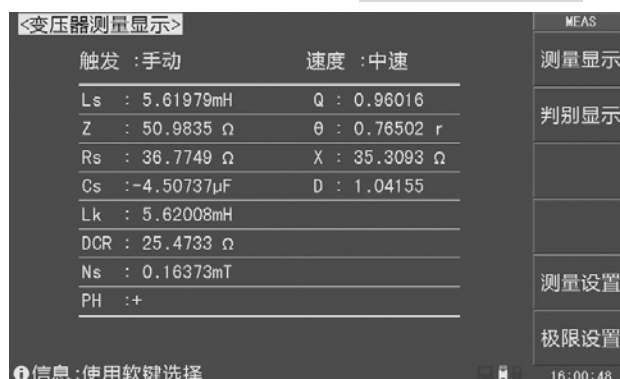 <变压器测量显示>
MEAS
触发 :手动 速度 :中速
测量显示
Ls : 5.61979mH Q : 0.96016
判别显示
Z : 50.9835 Ω θ : 0.76502 r
Rs : 36.7749 Ω X : 35.3093 Ω
Cs :-4.50737μF D : 1.04155
Lk : 5.62008mH
DCR : 25.4733 Ω
Ns : 0.16373mT
测量设置
PH :+
极限设置
信息:使用软键选择
16:00:48